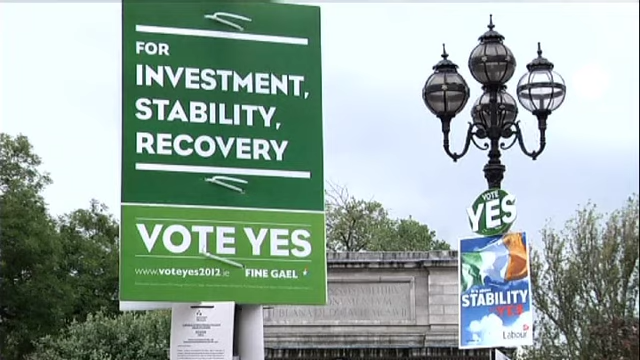 FOR
INVESTMENT,
STABILITY,
RECOVERY
VOTE YES
www.voteyes2012.ie FINE GAEL
VOTE
YES
STABILITY
YES
Labour